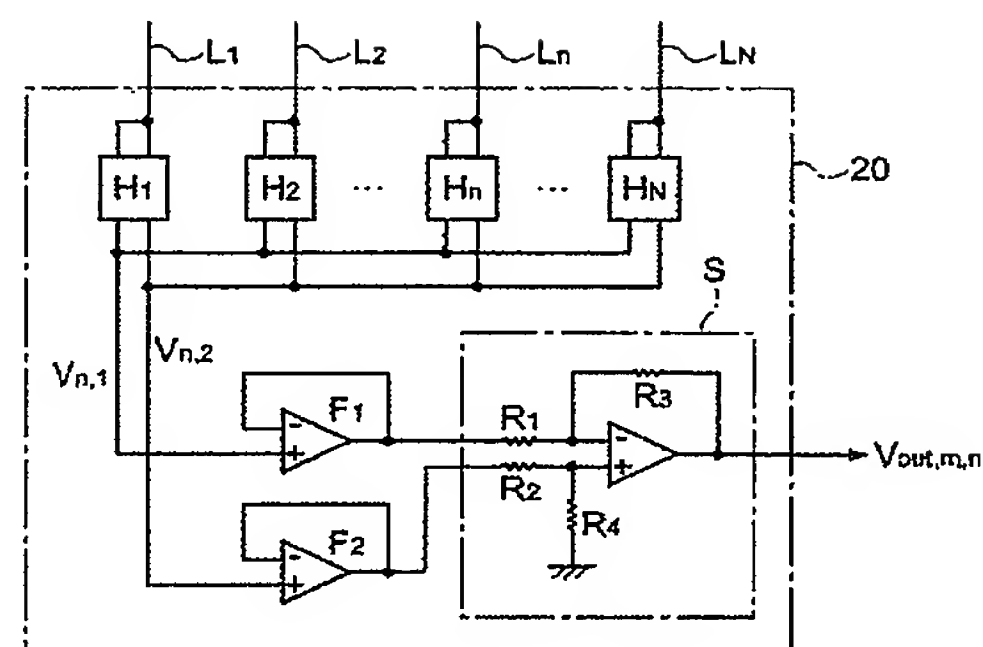 L1 L2 Ln LN
20
H1 H2 ... Hn ... HN
S
Vn,1 Vn,2
F1 R1 R3
- + R2 - + Vout,m,n
F2 R4
- +